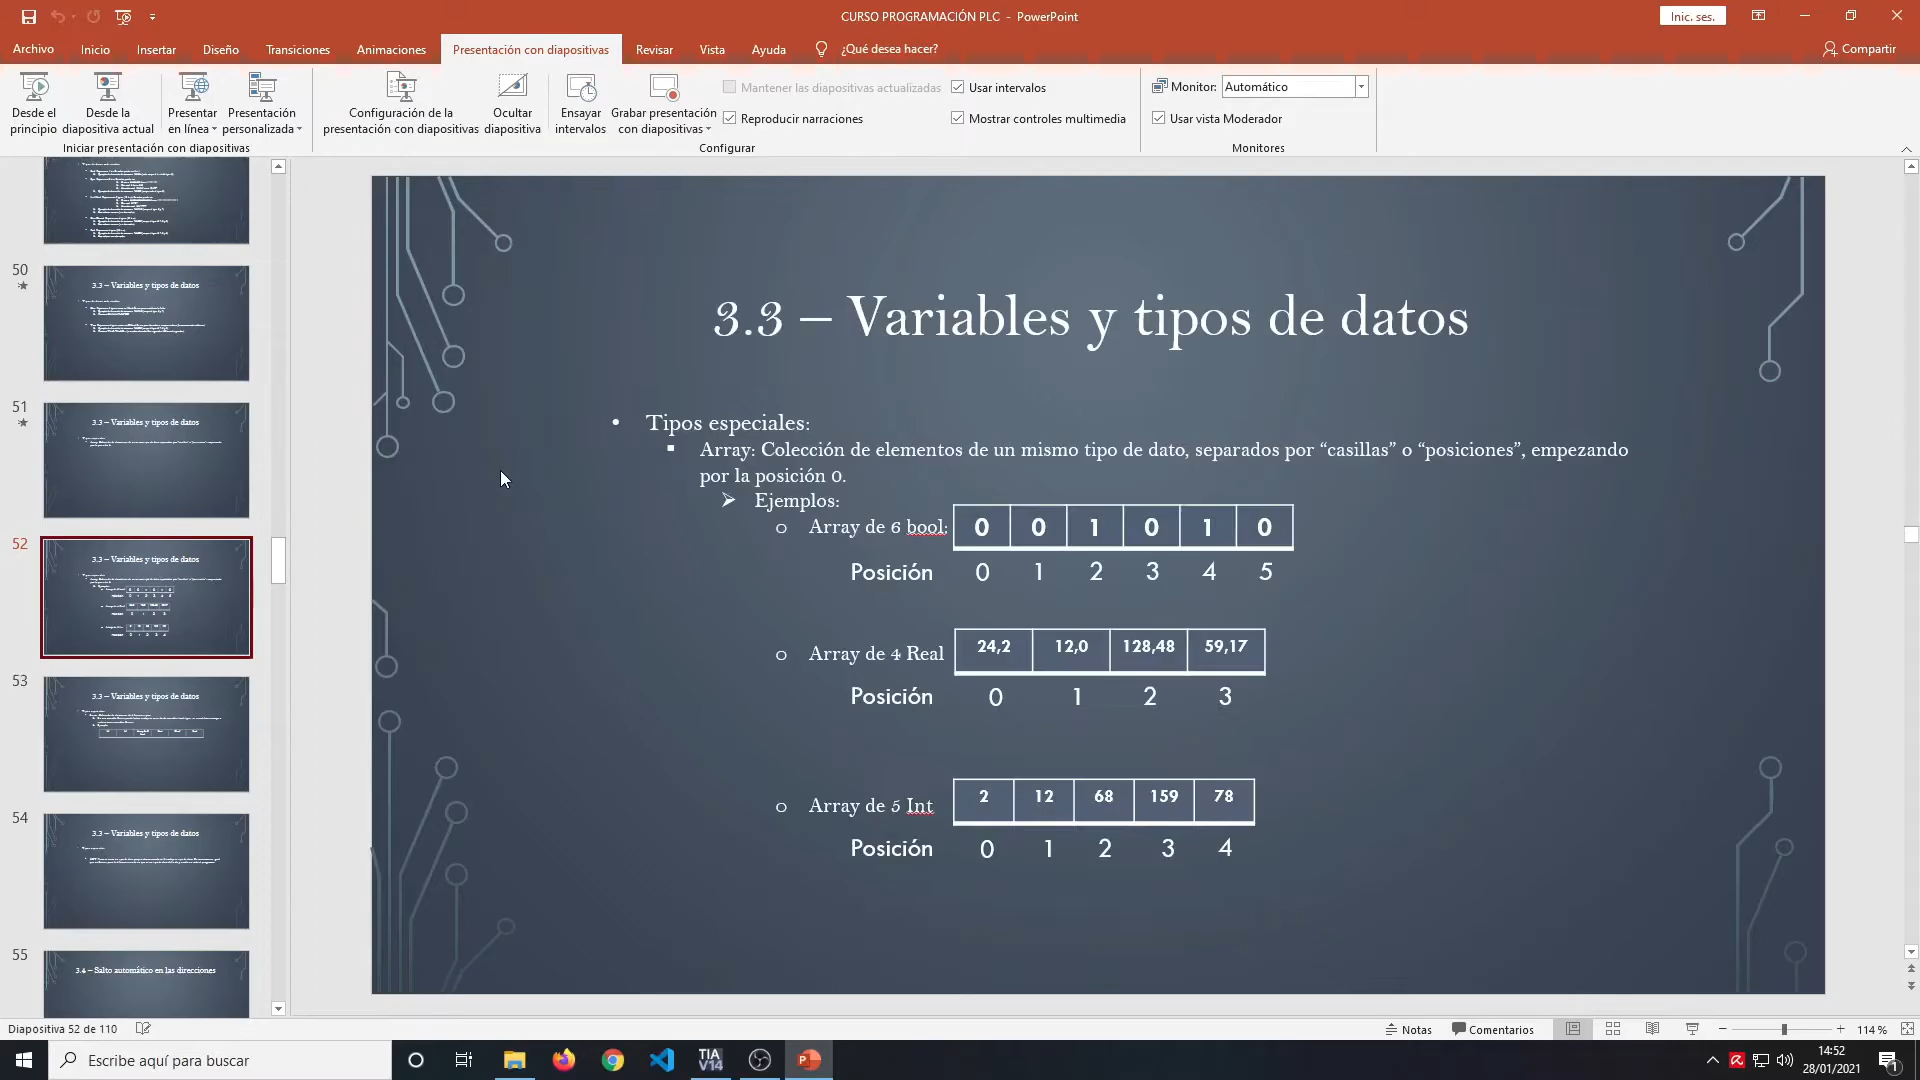 CURSO PROGRAMACIÓN PLC - PowerPoint
Inic. ses.
Archivo Inicio Insertar Diseño Transiciones Animaciones Presentación con diapositivas Revisar Vista Ayuda ¿Qué desea hacer? Compartir
Desde el principio
Desde la diapositiva actual
Presentar en línea
Presentación personalizada
Iniciar presentación con diapositivas
Configuración de la presentación con diapositivas
Ocultar diapositiva
Ensayar intervalos
Grabar presentación con diapositivas
Mantener las diapositivas actualizadas
Reproducir narraciones
Usar intervalos
Mostrar controles multimedia
Configurar
Monitor: Automático
Usar vista Moderador
Monitores
50
3.3 – Variables y tipos de datos
51
3.3 – Variables y tipos de datos
52
3.3 – Variables y tipos de datos
53
3.3 – Variables y tipos de datos
54
3.3 – Variables y tipos de datos
55
3.4 – Salto automático en las direcciones
3.3 – Variables y tipos de datos
• Tipos especiales:
▪ Array: Colección de elementos de un mismo tipo de dato, separados por “casillas” o “posiciones”, empezando
por la posición 0.
➢ Ejemplos:
o Array de 6 bool: 0 0 1 0 1 0
Posición 0 1 2 3 4 5
o Array de 4 Real 24,2 12,0 128,48 59,17
Posición 0 1 2 3
o Array de 5 Int 2 12 68 159 78
Posición 0 1 2 3 4
Diapositiva 52 de 110
Notas Comentarios 114 %
Escribe aquí para buscar
TIA
V14
14:52
28/01/2021
1